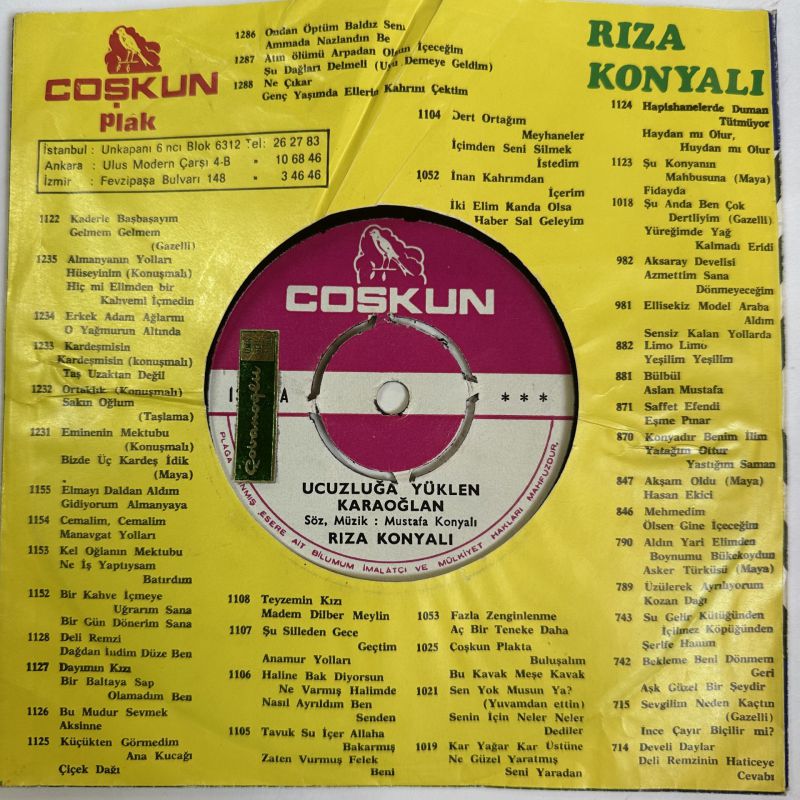 COŞKUN
Plak
İstanbul : Unkapanı 6 ncı Blok 6312 Tel: 26 27 83
Ankara : Ulus Modern Çarşı 4-B " 10 68 46
İzmir : Fevzipaşa Bulvarı 148 " 3 46 46
1286 Ondan Öptüm Baldız Seni
Ammada Nazlandın Be
1287 Atın ölümü Arpadan Olsun İçeceğim
Şu Dağları Delmeli Demeye Geldim)
1288 Ne Çıkar
Genç Yaşımda Ellerin Kahrını Çektim
RIZA
KONYALI
1104 Dert Ortağım
Meyhaneler
İçimden Seni Silmek
İstedim
1052 İnan Kahrımdan
İçerim
İki Elim Kanda Olsa
Haber Sal Geleyim
1124 Hapishanelerde Duman
Tütmüyor
Haydan mı Olur,
Huydan mı Olur
1123 Şu Konyanın
Mahbusuna (Maya)
Fidayda
1018 Şu Anda Ben Çok
Dertliyim (Gazelli)
Yüreğimde Yağ
Kalmadı Eridi
982 Aksaray Develisi
Azmettim Sana
Dönmeyeceğim
981 Ellisekiz Model Araba
Aldım
Sensiz Kalan Yollarda
882 Limo Limo
Yeşilim Yeşilim
881 Bülbül
Aslan Mustafa
871 Saffet Efendi
Eşme Pınar
870 Konyadır Benim İlim
Yatağım Ottur
Yastığım Saman
847 Akşam Oldu (Maya)
Hasan Ekici
846 Mehmedim
Ölsen Gine İçeceğim
790 Aldın Yari Elimden
Boynumu Bükekoydun
Asker Türküsü (Maya)
789 Üzülerek Ayrılıyorum
Kozan Dağı
743 Su Gelir Kütüğünden
İçilmez Köpüğünden
Şerife Hanım
742 Bekleme Beni Dönmem
Geri
Aşk Güzel Bir Şeydir
715 Sevgilim Neden Kaçtın
(Gazelli)
Ince Çayır Biçilir mi?
714 Develi Daylar
Deli Remzinin Haticeye
Cevabı
1122 Kaderle Başbaşayım
Gelmem Gelmem
(Gazelli)
1235 Almanyanın Yolları
Hüseyinim (Konuşmalı)
Hiç mi Elimden bir
Kahvemi İçmedin
1234 Erkek Adam Ağlarmı
O Yağmurun Altında
1233 Kardeşmisin
Kardeşmisin (konuşmalı)
Taş Uzaktan Değil
1232 Ortaklık (Konuşmalı)
Sakın Oğlum
(Taşlama)
1231 Eminenin Mektubu
(Konuşmalı)
Bizde Üç Kardeş İdik
(Maya)
1155 Elmayı Daldan Aldım
Gidiyorum Almanyaya
1154 Cemalim, Cemalim
Manavgat Yolları
1153 Kel Oğlanın Mektubu
Ne İş Yaptıysam
Batırdım
1152 Bir Kahve İçmeye
Uğrarım Sana
Bir Gün Dönerim Sana
1128 Deli Remzi
Dağdan İndim Düze Ben
1127 Dayımın Kızı
Bir Baltaya Sap
Olamadım Ben
1126 Bu Mudur Sevmek
Aksinne
1125 Küçükten Görmedim
Ana Kucağı
Çiçek Dağı
COŞKUN
A
* * *
Çobanoğlu
UCUZLUĞA YÜKLEN
KARAOĞLAN
Söz, Müzik : Mustafa Konyalı
RIZA KONYALI
PLAĞA ESERE AİT BİLUMUM İMALATÇI VE MÜLKİYET HAKLARI MAHFUZDUR.
1108 Teyzemin Kızı
Madem Dilber Meylin
1107 Şu Silleden Gece
Geçtim
Anamur Yolları
1106 Haline Bak Diyorsun
Ne Varmış Halimde
Nasıl Ayrıldım Ben
Senden
1105 Tavuk Su İçer Allaha
Bakarmış
Zaten Vurmuş Felek
Beni
1053 Fazla Zenginlenme
Aç Bir Teneke Daha
1025 Coşkun Plakta
Buluşalım
Bu Kavak Meşe Kavak
1021 Sen Yok Musun Ya?
(Yuvamdan ettin)
Senin İçin Neler Neler
Dediler
1019 Kar Yağar Kar Üstüne
Ne Güzel Yaratmış
Seni Yaradan